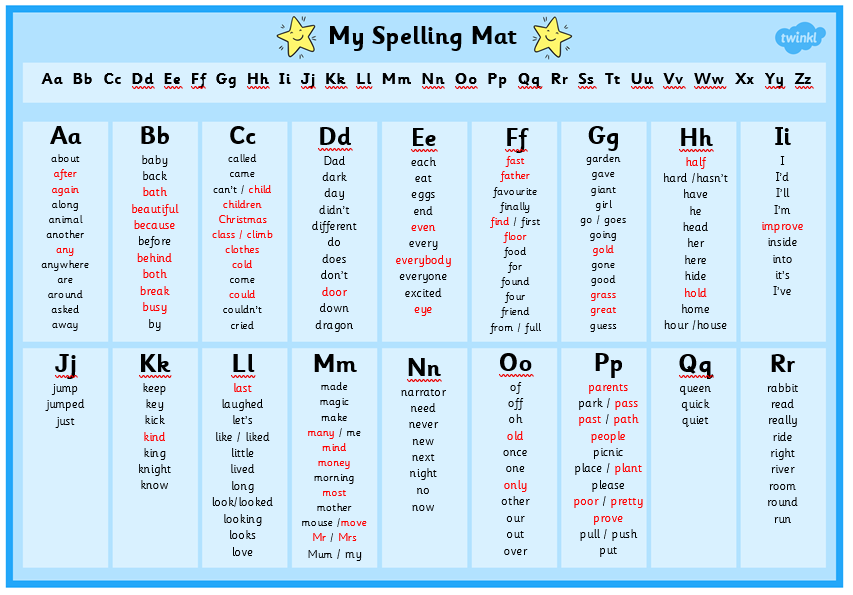 My Spelling Mat
twinkl
Aa Bb Cc Dd Ee Ff Gg Hh Ii Jj Kk Ll Mm Nn Oo Pp Qq Rr Ss Tt Uu Vv Ww Xx Yy Zz
Aa
about
after
again
along
animal
another
any
anywhere
are
around
asked
away
Bb
baby
back
bath
beautiful
because
before
behind
both
break
busy
by
Cc
called
came
can't / child
children
Christmas
class / climb
clothes
cold
come
could
couldn't
cried
Dd
Dad
dark
day
didn't
different
do
does
don't
door
down
dragon
Ee
each
eat
eggs
end
even
every
everybody
everyone
excited
eye
Ff
fast
father
favourite
finally
find / first
floor
food
for
found
four
friend
from / full
Gg
garden
gave
giant
girl
go / goes
going
gold
gone
good
grass
great
guess
Hh
half
hard /hasn't
have
he
head
her
here
hide
hold
home
hour /house
Ii
I
I'd
I'll
I'm
improve
inside
into
it's
I've
Jj
jump
jumped
just
Kk
keep
key
kick
kind
king
knight
know
Ll
last
laughed
let's
like / liked
little
lived
long
look/looked
looking
looks
love
Mm
made
magic
make
many / me
mind
money
morning
most
mother
mouse /move
Mr / Mrs
Mum / my
Nn
narrator
need
never
new
next
night
no
now
Oo
of
off
oh
old
once
one
only
other
our
out
over
Pp
parents
park / pass
past / path
people
picnic
place / plant
please
poor / pretty
prove
pull / push
put
Qq
queen
quick
quiet
Rr
rabbit
read
really
ride
right
river
room
round
run